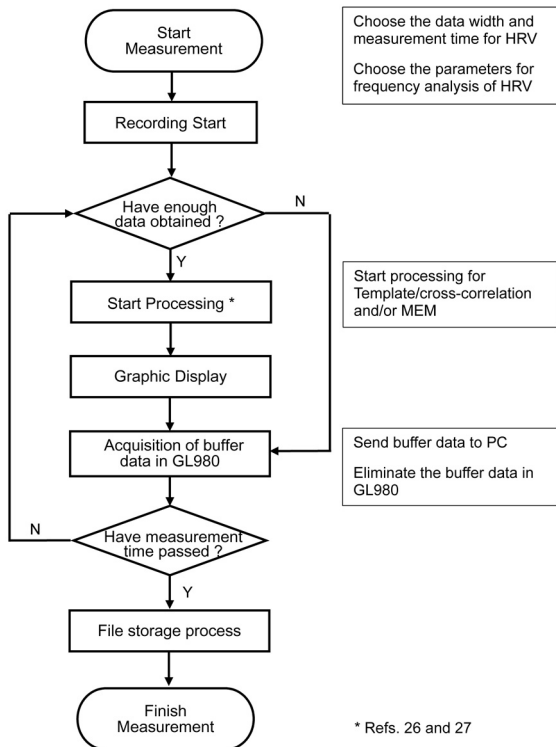 Start
Measurement
Choose the data width and
measurement time for HRV
Choose the parameters for
frequency analysis of HRV
Recording Start
Have enough
data obtained ?
N
Y
Start Processing *
Start processing for
Template/cross-correlation
and/or MEM
Graphic Display
Acquisition of buffer
data in GL980
Send buffer data to PC
Eliminate the buffer data in
GL980
N
Have measurement
time passed ?
Y
File storage process
Finish
Measurement
* Refs. 26 and 27